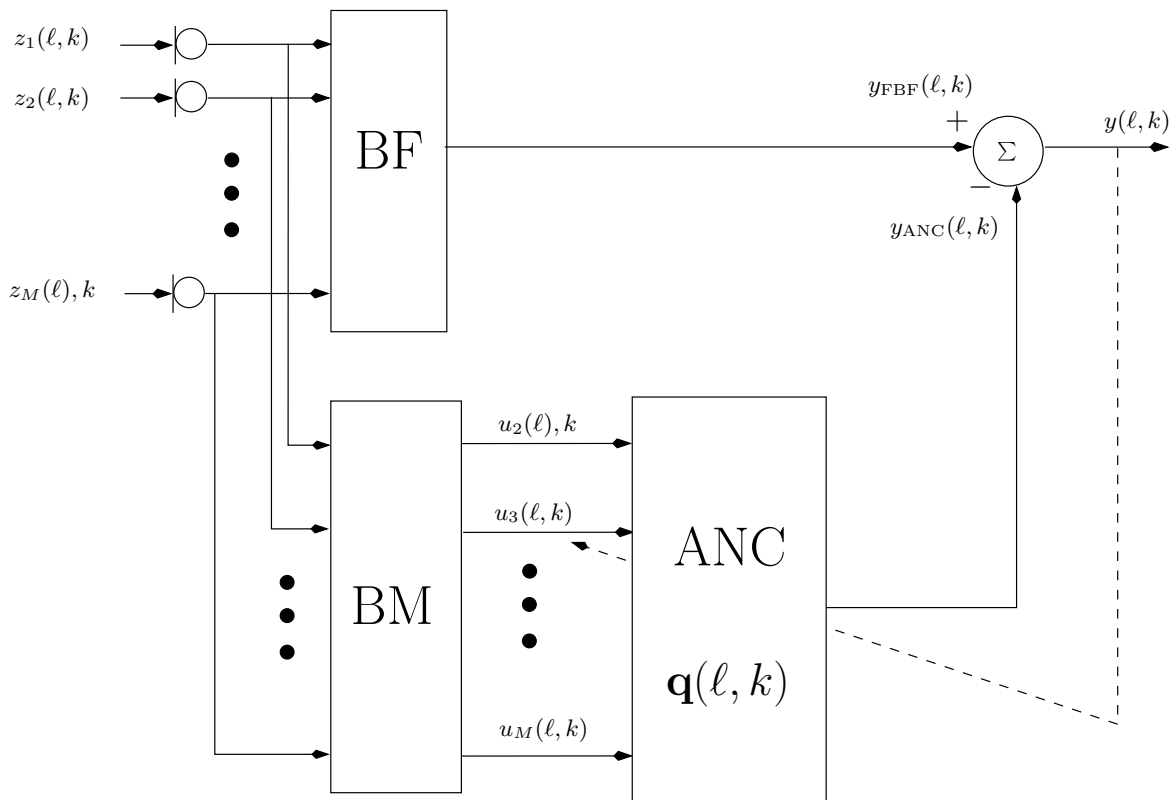 z₁(ℓ, k)
z₂(ℓ, k)
z_M(ℓ), k
BF
y_FBF(ℓ, k)
+
Σ
−
y(ℓ, k)
y_ANC(ℓ, k)
BM
u₂(ℓ), k
u₃(ℓ, k)
u_M(ℓ, k)
ANC
q(ℓ, k)